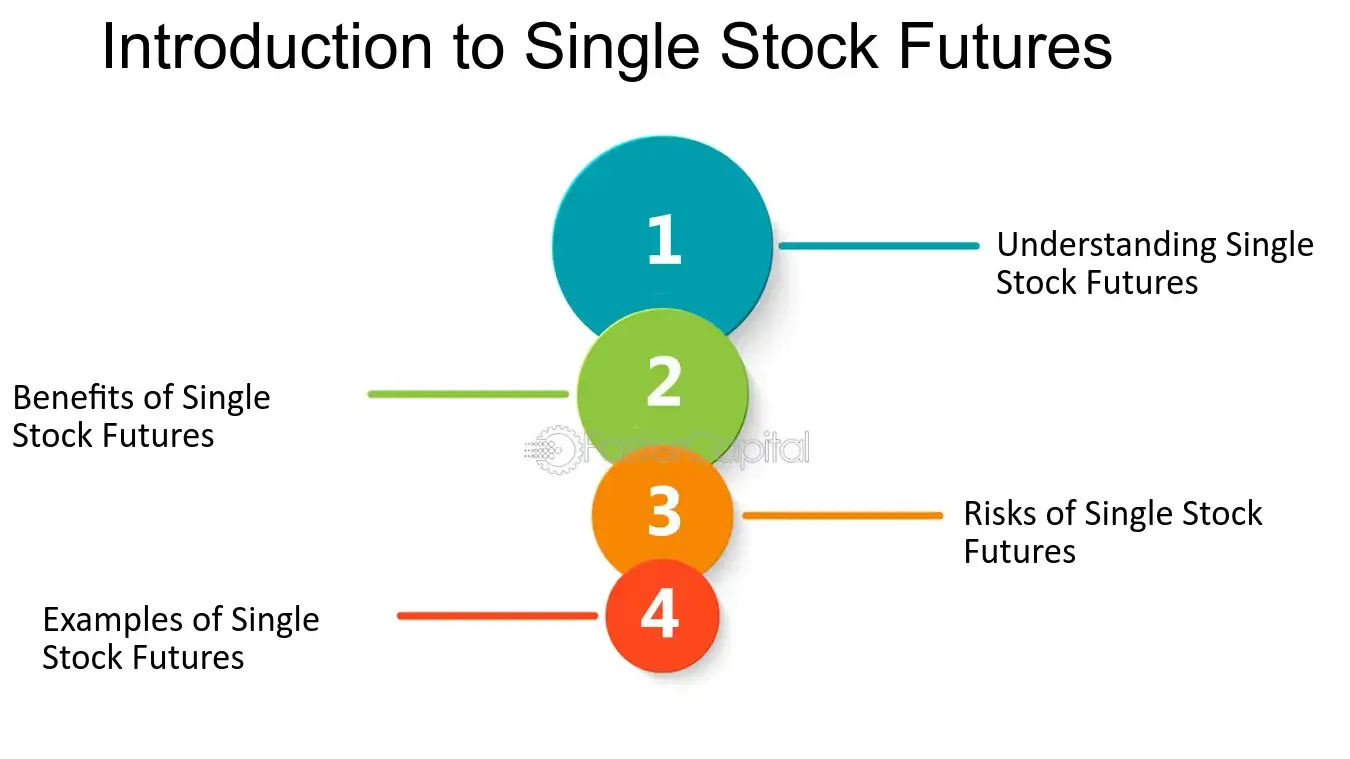 Introduction to Single Stock Futures
1
Understanding Single
Stock Futures
2
Benefits of Single
Stock Futures
FasterCapital
3
Risks of Single Stock
Futures
4
Examples of Single
Stock Futures